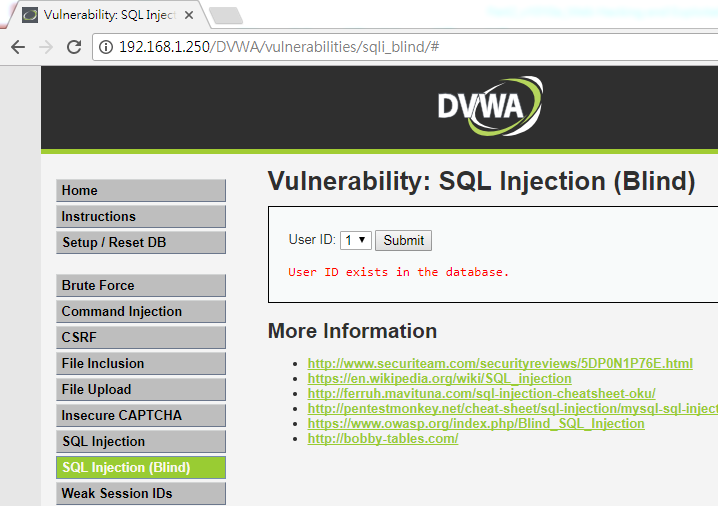 Vulnerability: SQL Inject
192.168.1.250/DVWA/vulnerabilities/sqli_blind/#
DVWA
Home
Instructions
Setup / Reset DB
Brute Force
Command Injection
CSRF
File Inclusion
File Upload
Insecure CAPTCHA
SQL Injection
SQL Injection (Blind)
Weak Session IDs
Vulnerability: SQL Injection (Blind)
User ID: 1 Submit
User ID exists in the database.
More Information
http://www.securiteam.com/securityreviews/5DP0N1P76E.html
https://en.wikipedia.org/wiki/SQL_injection
http://ferruh.mavituna.com/sql-injection-cheatsheet-oku/
http://pentestmonkey.net/cheat-sheet/sql-injection/mysql-sql-inject
https://www.owasp.org/index.php/Blind_SQL_Injection
http://bobby-tables.com/